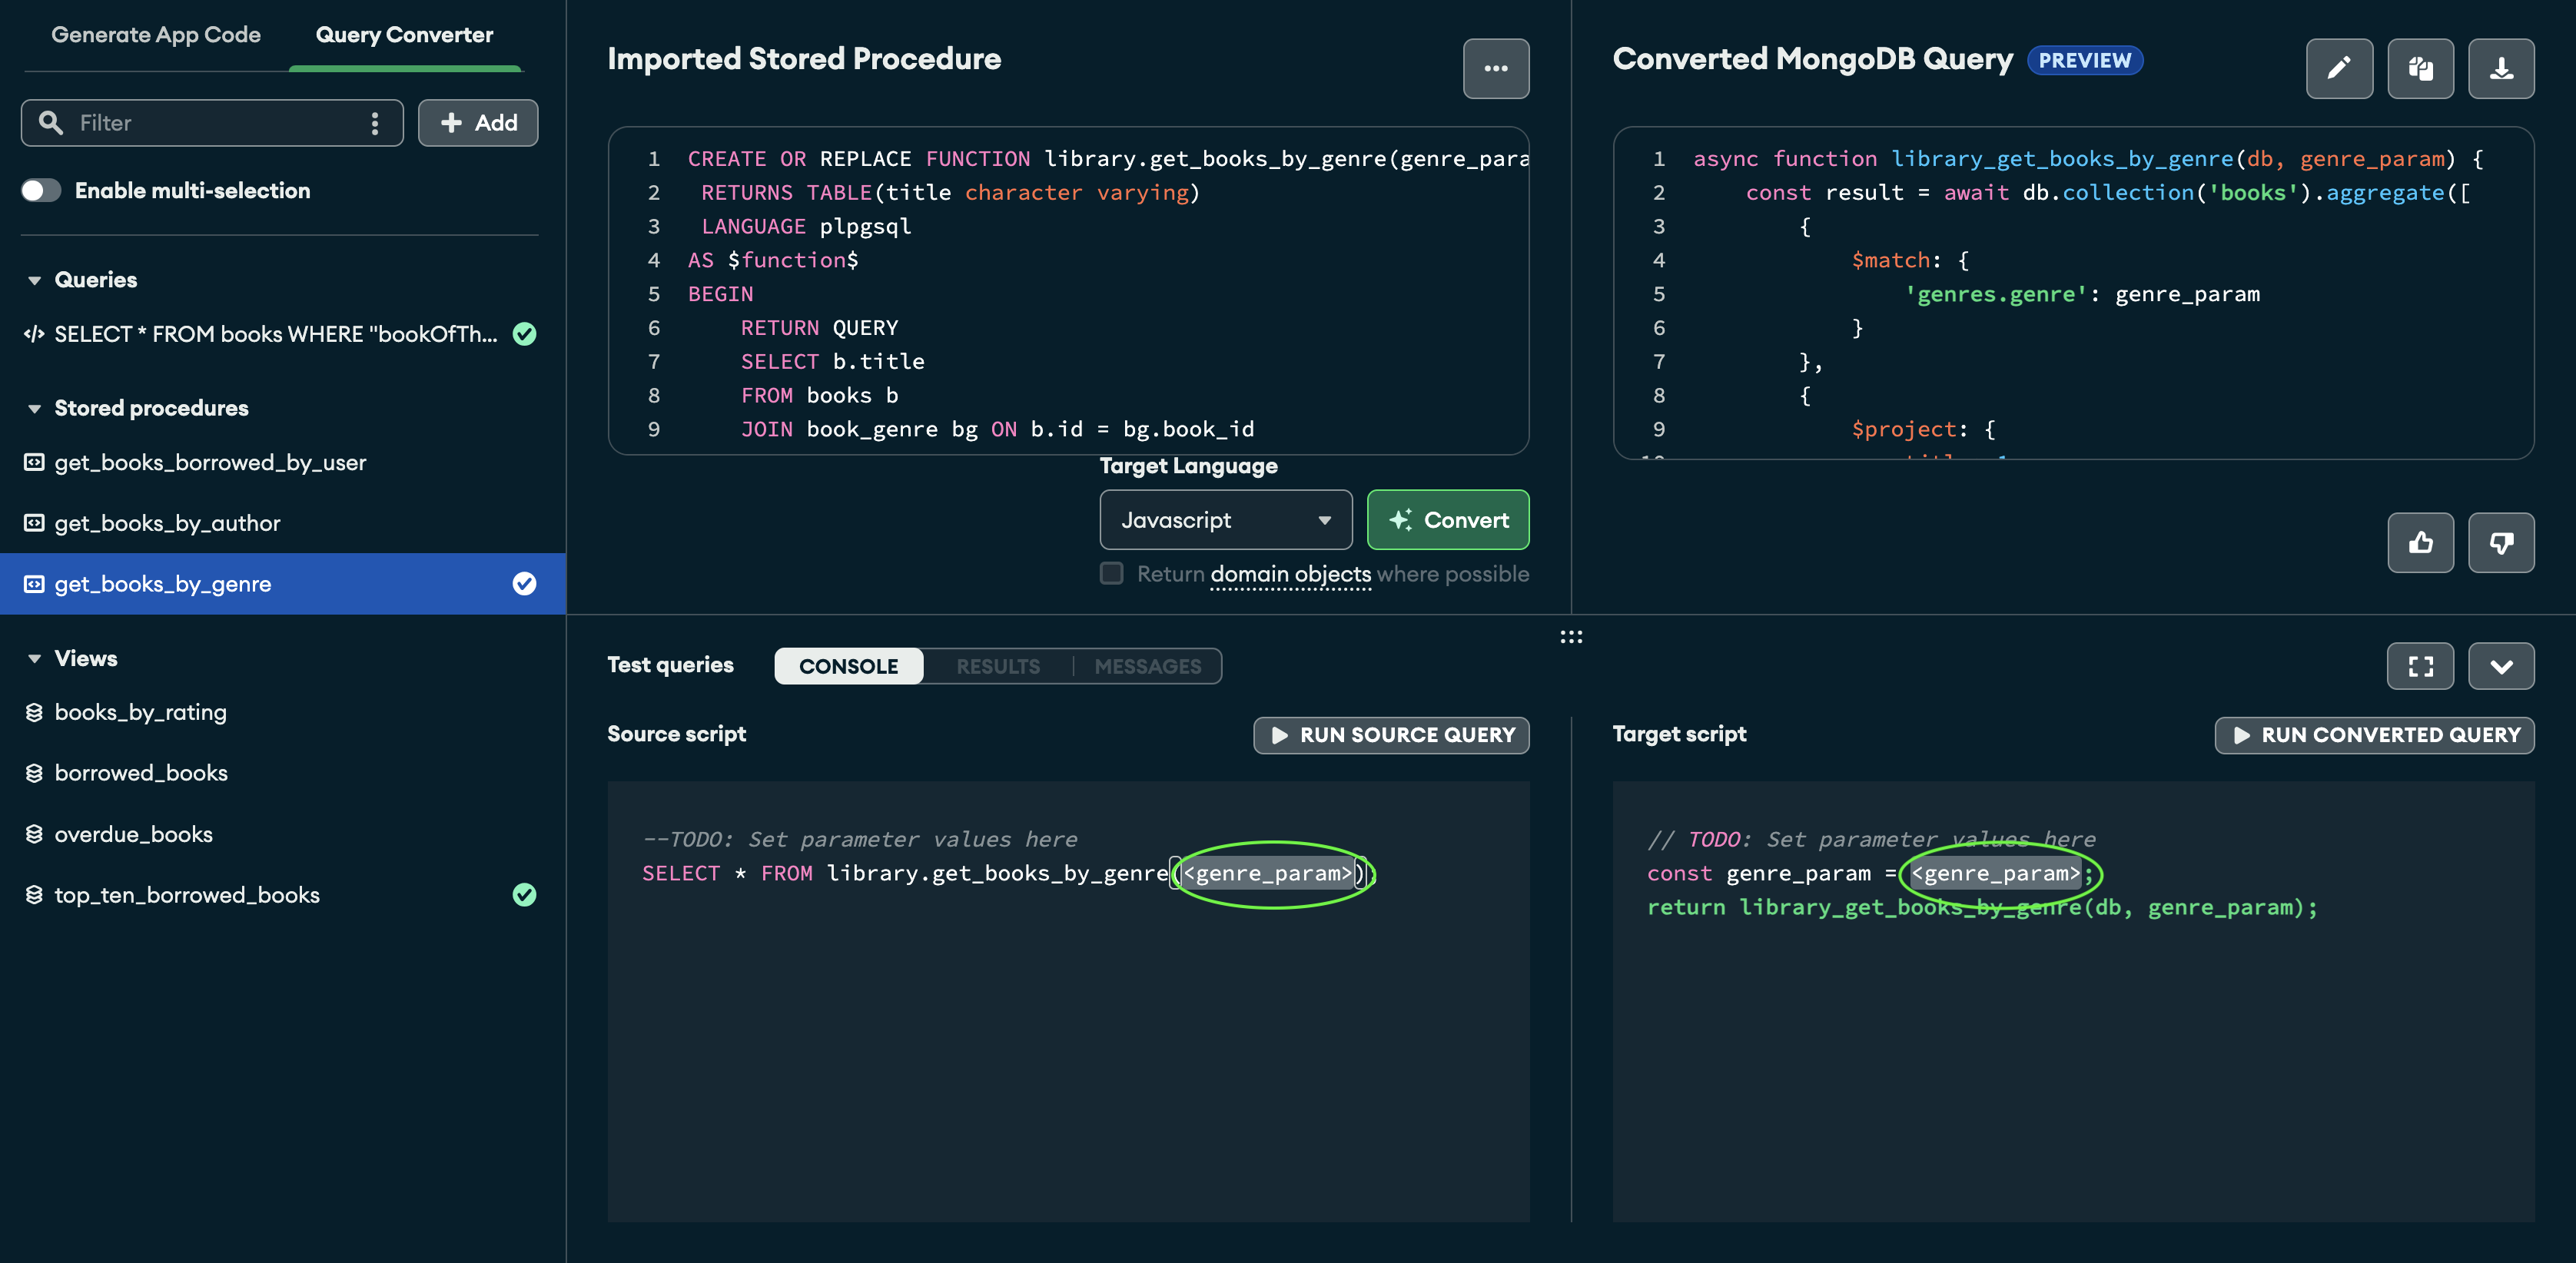 Generate App Code
Query Converter
Filter
Add
Enable multi-selection
Queries
SELECT * FROM books WHERE "bookOfTh...
Stored procedures
get_books_borrowed_by_user
get_books_by_author
get_books_by_genre
Views
books_by_rating
borrowed_books
overdue_books
top_ten_borrowed_books
Imported Stored Procedure
1 CREATE OR REPLACE FUNCTION library.get_books_by_genre(genre_para
2 RETURNS TABLE(title character varying)
3 LANGUAGE plpgsql
4 AS $function$
5 BEGIN
6 RETURN QUERY
7 SELECT b.title
8 FROM books b
9 JOIN book_genre bg ON b.id = bg.book_id
Target Language
Javascript
Convert
Return domain objects where possible
Converted MongoDB Query PREVIEW
1 async function library_get_books_by_genre(db, genre_param) {
2 const result = await db.collection('books').aggregate([
3 {
4 $match: {
5 'genres.genre': genre_param
6 }
7 },
8 {
9 $project: {
Test queries
CONSOLE
RESULTS
MESSAGES
Source script
RUN SOURCE QUERY
--TODO: Set parameter values here
SELECT * FROM library.get_books_by_genre(<genre_param>);
Target script
RUN CONVERTED QUERY
// TODO: Set parameter values here
const genre_param = <genre_param>;
return library_get_books_by_genre(db, genre_param);